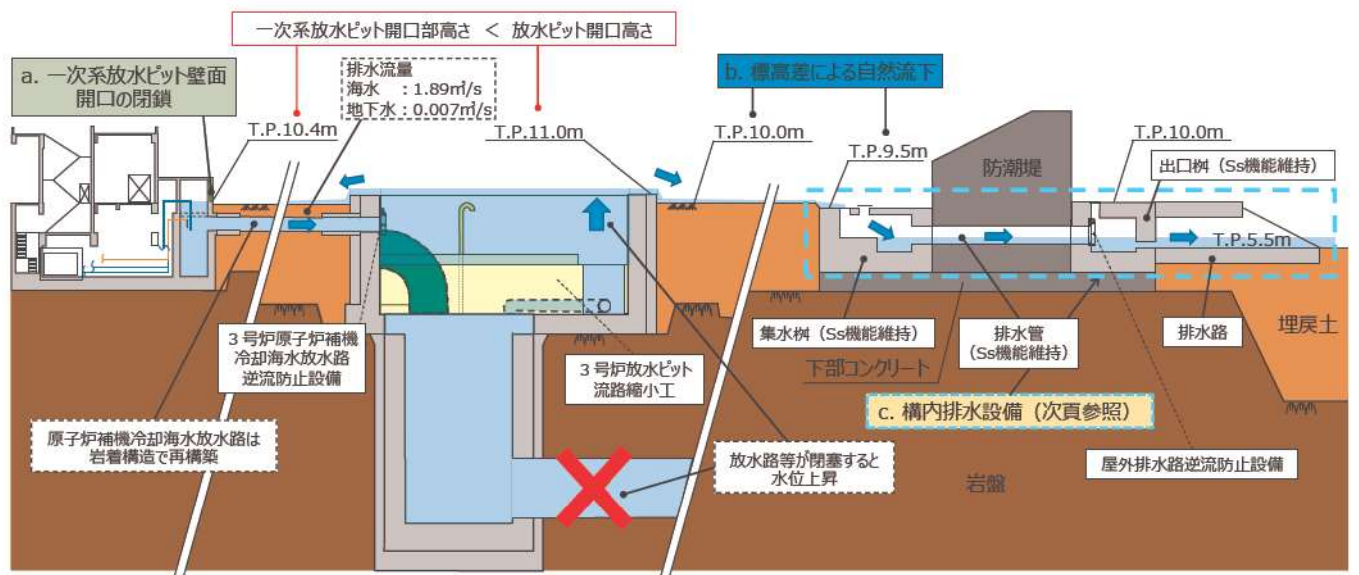 一次系放水ピット開口部高さ ＜ 放水ピット開口高さ
a. 一次系放水ピット壁面
開口の閉鎖
排水流量
海水　：1.89㎥/s
地下水：0.007㎥/s
b. 標高差による自然流下
T.P.10.4m
T.P.11.0m
T.P.10.0m
T.P.9.5m
防潮堤
T.P.10.0m
出口桝（Ss機能維持）
T.P.5.5m
3号炉原子炉補機
冷却海水放水路
逆流防止設備
3号炉放水ピット
流路縮小工
集水桝（Ss機能維持）
排水管
（Ss機能維持）
排水路
埋戻土
下部コンクリート
原子炉補機冷却海水放水路は
岩着構造で再構築
放水路等が閉塞すると
水位上昇
c. 構内排水設備（次頁参照）
屋外排水路逆流防止設備
岩盤